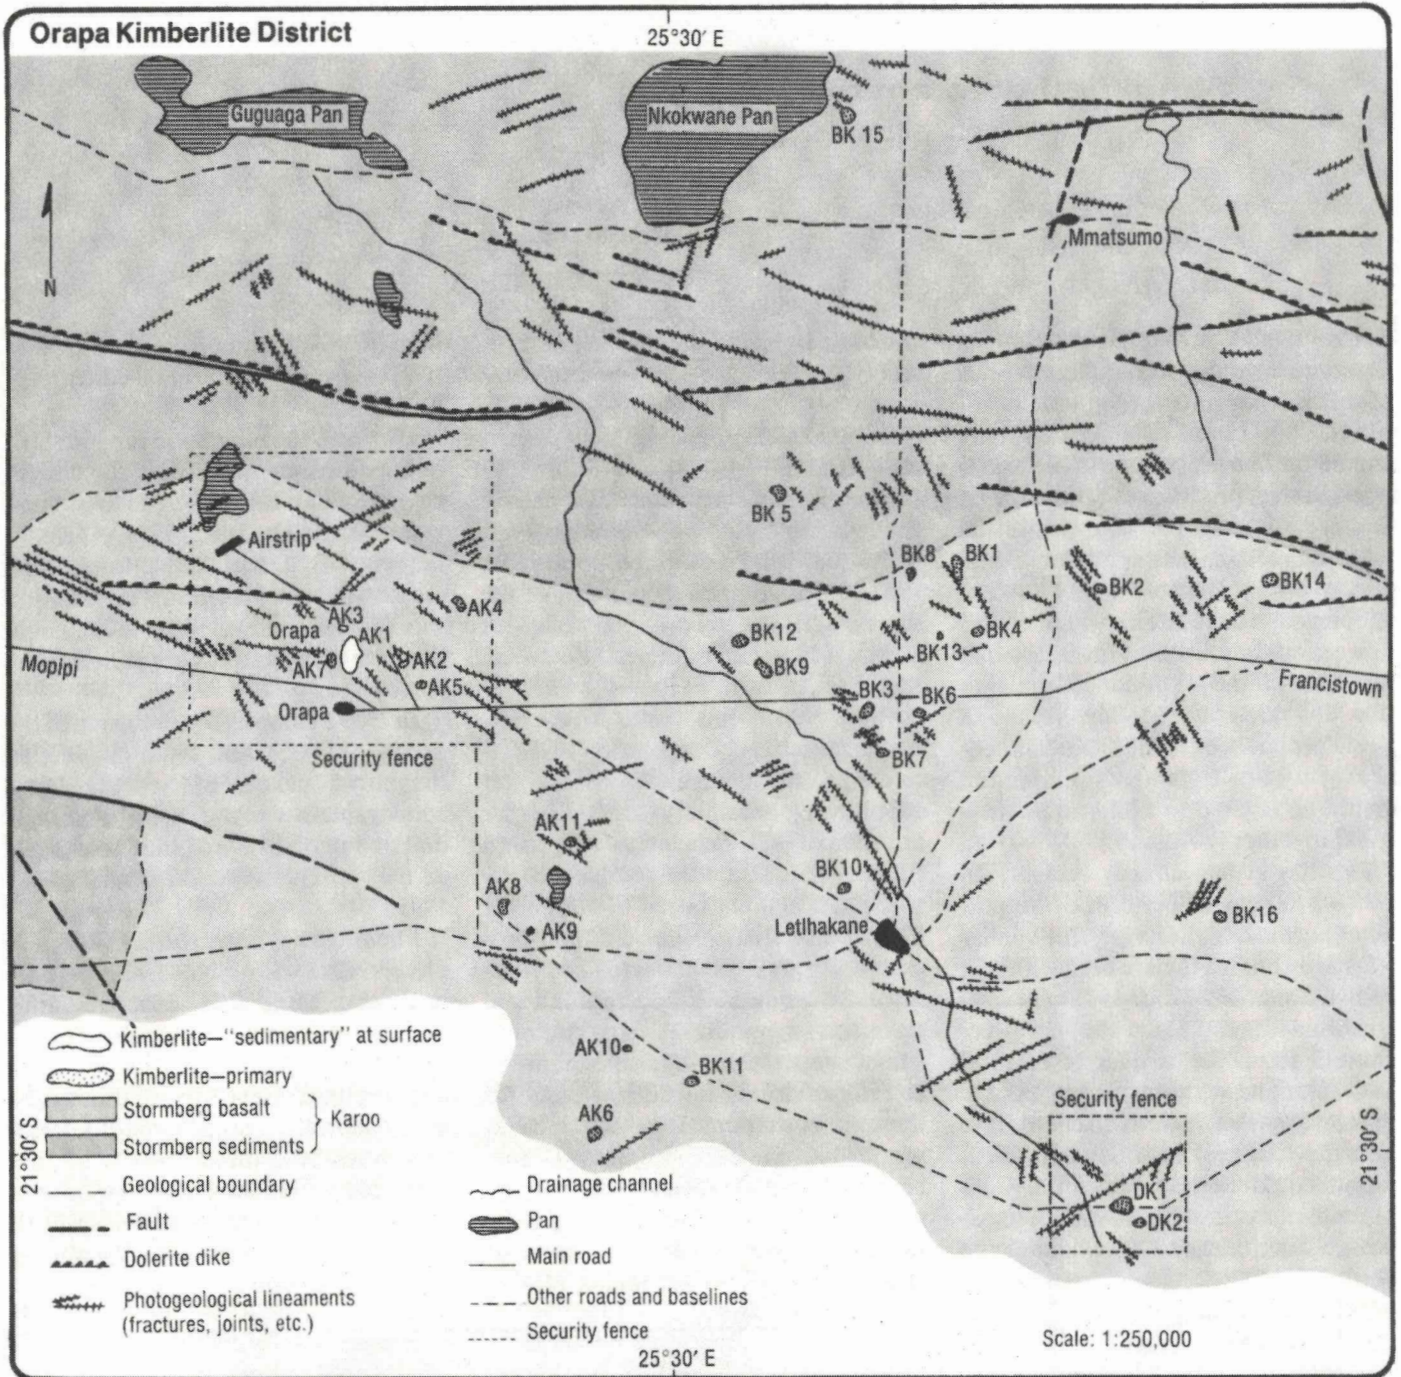 Orapa Kimberlite District
25°30′ E
Guguaga Pan
Nkokwane Pan
BK 15
Mmatsumo
N
BK 5
Airstrip
BK8
BK1
BK2
BK14
AK3
AK4
Orapa
AK1
BK12
BK4
BK13
Mopipi
AK7
AK2
BK9
AK5
BK3
BK6
Francistown
Orapa
BK7
Security fence
AK11
BK10
AK8
BK16
AK9
Letlhakane
AK10
BK11
AK6
Security fence
DK1
DK2
Kimberlite—"sedimentary" at surface
Kimberlite—primary
Stormberg basalt
Stormberg sediments
Karoo
21°30′ S
21°30′ S
Geological boundary
Fault
Dolerite dike
Photogeological lineaments
(fractures, joints, etc.)
Drainage channel
Pan
Main road
Other roads and baselines
Security fence
Scale: 1:250,000
25°30′ E